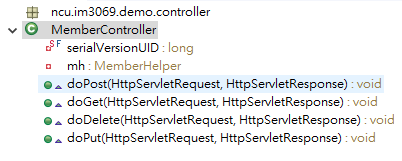 ncu.im3069.demo.controller
MemberController
serialVersionUID : long
mh : MemberHelper
doPost(HttpServletRequest, HttpServletResponse) : void
doGet(HttpServletRequest, HttpServletResponse) : void
doDelete(HttpServletRequest, HttpServletResponse) : void
doPut(HttpServletRequest, HttpServletResponse) : void